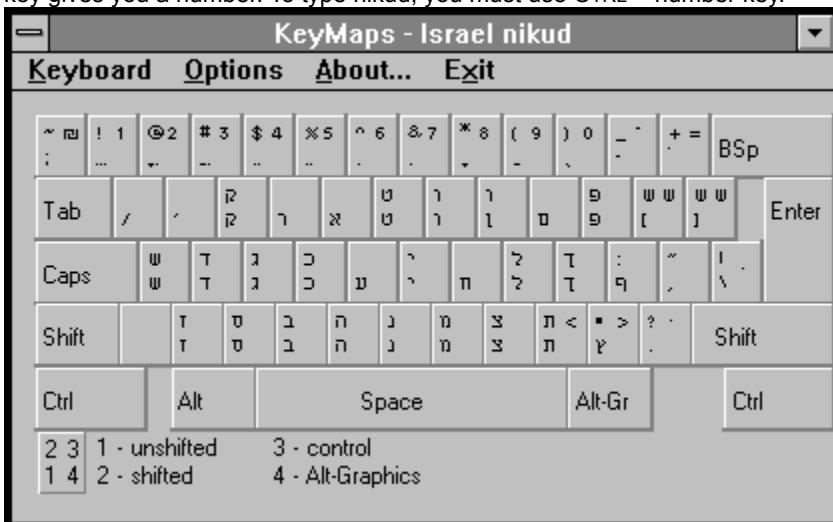 key gives you a number. To type nikud, you must use CTRL + number key.
KeyMaps - Israel nikud
Keyboard Options About... Exit
~ ₪ ! 1 @ 2 # 3 $ 4 % 5 ^ 6 & 7 * 8 ( 9 ) 0 _ - + = BSp
;
ק ט ו ו פ ש ש ש ש
Tab / ' ק ר א ט ו ן ם פ [ ] Enter
ש ד ג כ י ל ך : ״ |
Caps ש ד ג כ ע י ח ל ך ף , \
ז ס ב ה נ מ צ ת < > ?
Shift ז ס ב ה נ מ צ ת ץ . Shift
Ctrl Alt Space Alt-Gr Ctrl
2 3 1 - unshifted 3 - control
1 4 2 - shifted 4 - Alt-Graphics